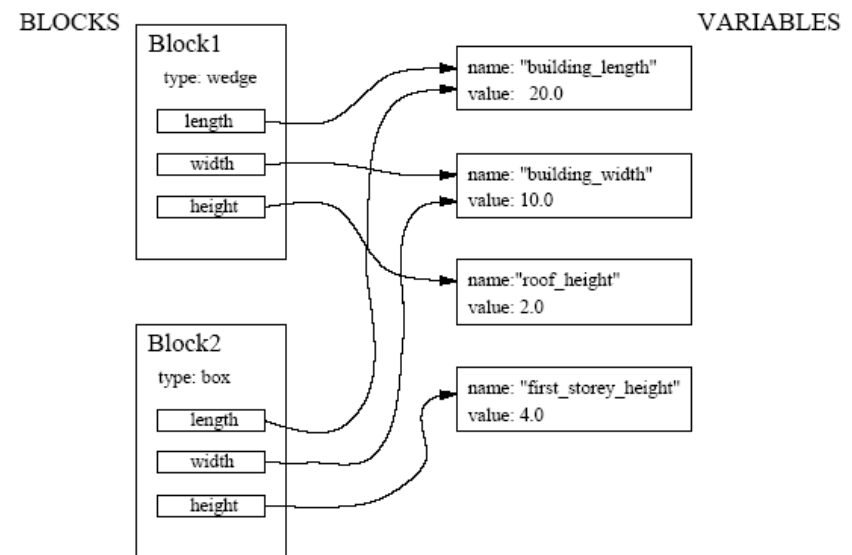 BLOCKS
VARIABLES
Block1
type: wedge
length
width
height
name: "building_length"
value: 20.0
name: "building_width"
value: 10.0
name:"roof_height"
value: 2.0
Block2
type: box
length
width
height
name: "first_storey_height"
value: 4.0